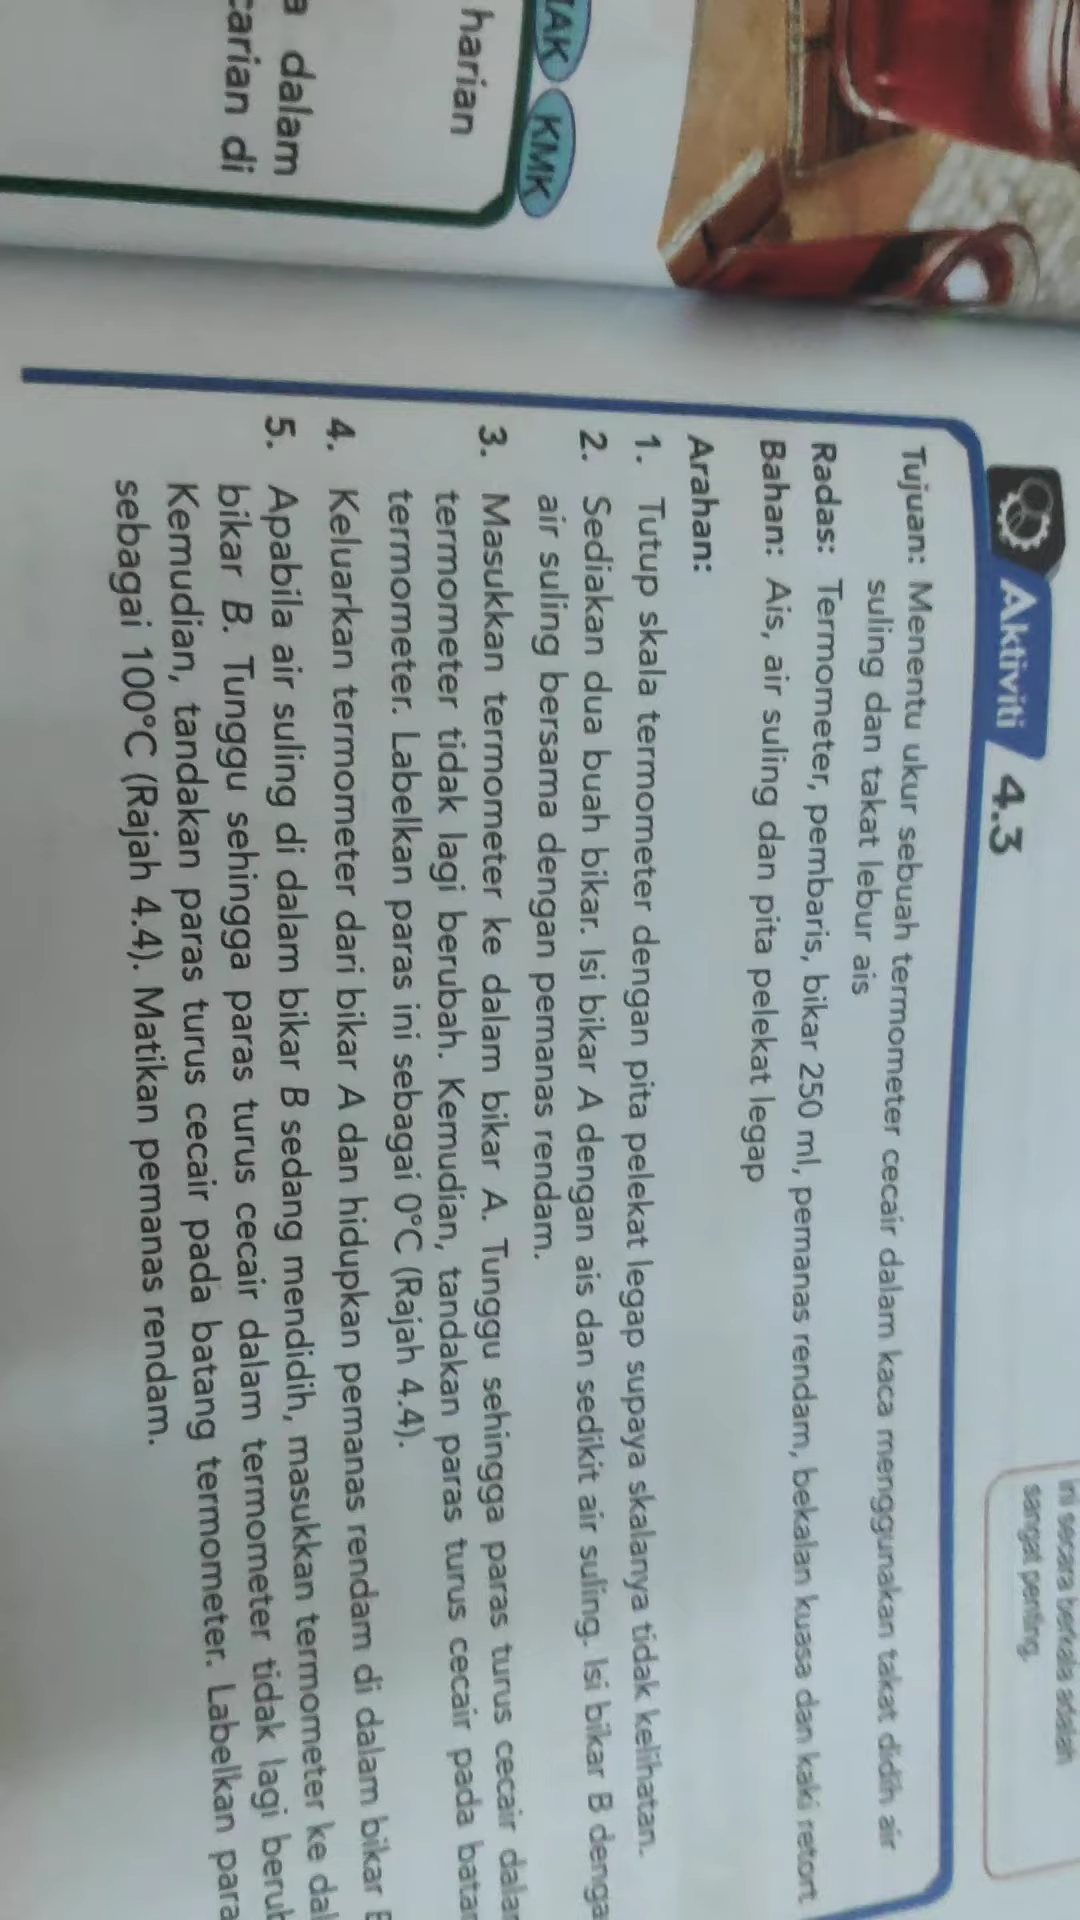 harian
a dalam
carian di
KMK
ini secara berkala adalah
sangat penting.
Aktiviti 4.3
Tujuan: Menentu ukur sebuah termometer cecair dalam kaca menggunakan takat didih air
suling dan takat lebur ais
Radas: Termometer, pembaris, bikar 250 ml, pemanas rendam, bekalan kuasa dan kaki retort
Bahan: Ais, air suling dan pita pelekat legap
Arahan:
1. Tutup skala termometer dengan pita pelekat legap supaya skalanya tidak kelihatan.
2. Sediakan dua buah bikar. Isi bikar A dengan ais dan sedikit air suling. Isi bikar B denga
air suling bersama dengan pemanas rendam.
3. Masukkan termometer ke dalam bikar A. Tunggu sehingga paras turus cecair dalar
termometer tidak lagi berubah. Kemudian, tandakan paras turus cecair pada batar
termometer. Labelkan paras ini sebagai 0°C (Rajah 4.4).
4. Keluarkan termometer dari bikar A dan hidupkan pemanas rendam di dalam bikar B
5. Apabila air suling di dalam bikar B sedang mendidih, masukkan termometer ke dal
bikar B. Tunggu sehingga paras turus cecair dalam termometer tidak lagi berub
Kemudian, tandakan paras turus cecair pada batang termometer. Labelkan para
sebagai 100°C (Rajah 4.4). Matikan pemanas rendam.